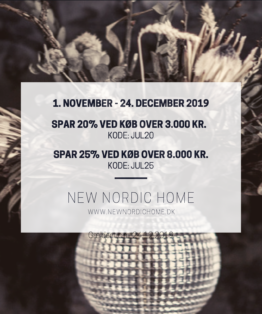 1. NOVEMBER - 24. DECEMBER 2019
SPAR 20% VED KØB OVER 3.000 KR.
KODE: JUL20
SPAR 25% VED KØB OVER 8.000 KR.
KODE: JUL25
NEW NORDIC HOME
WWW.NEWNORDICHOME.DK